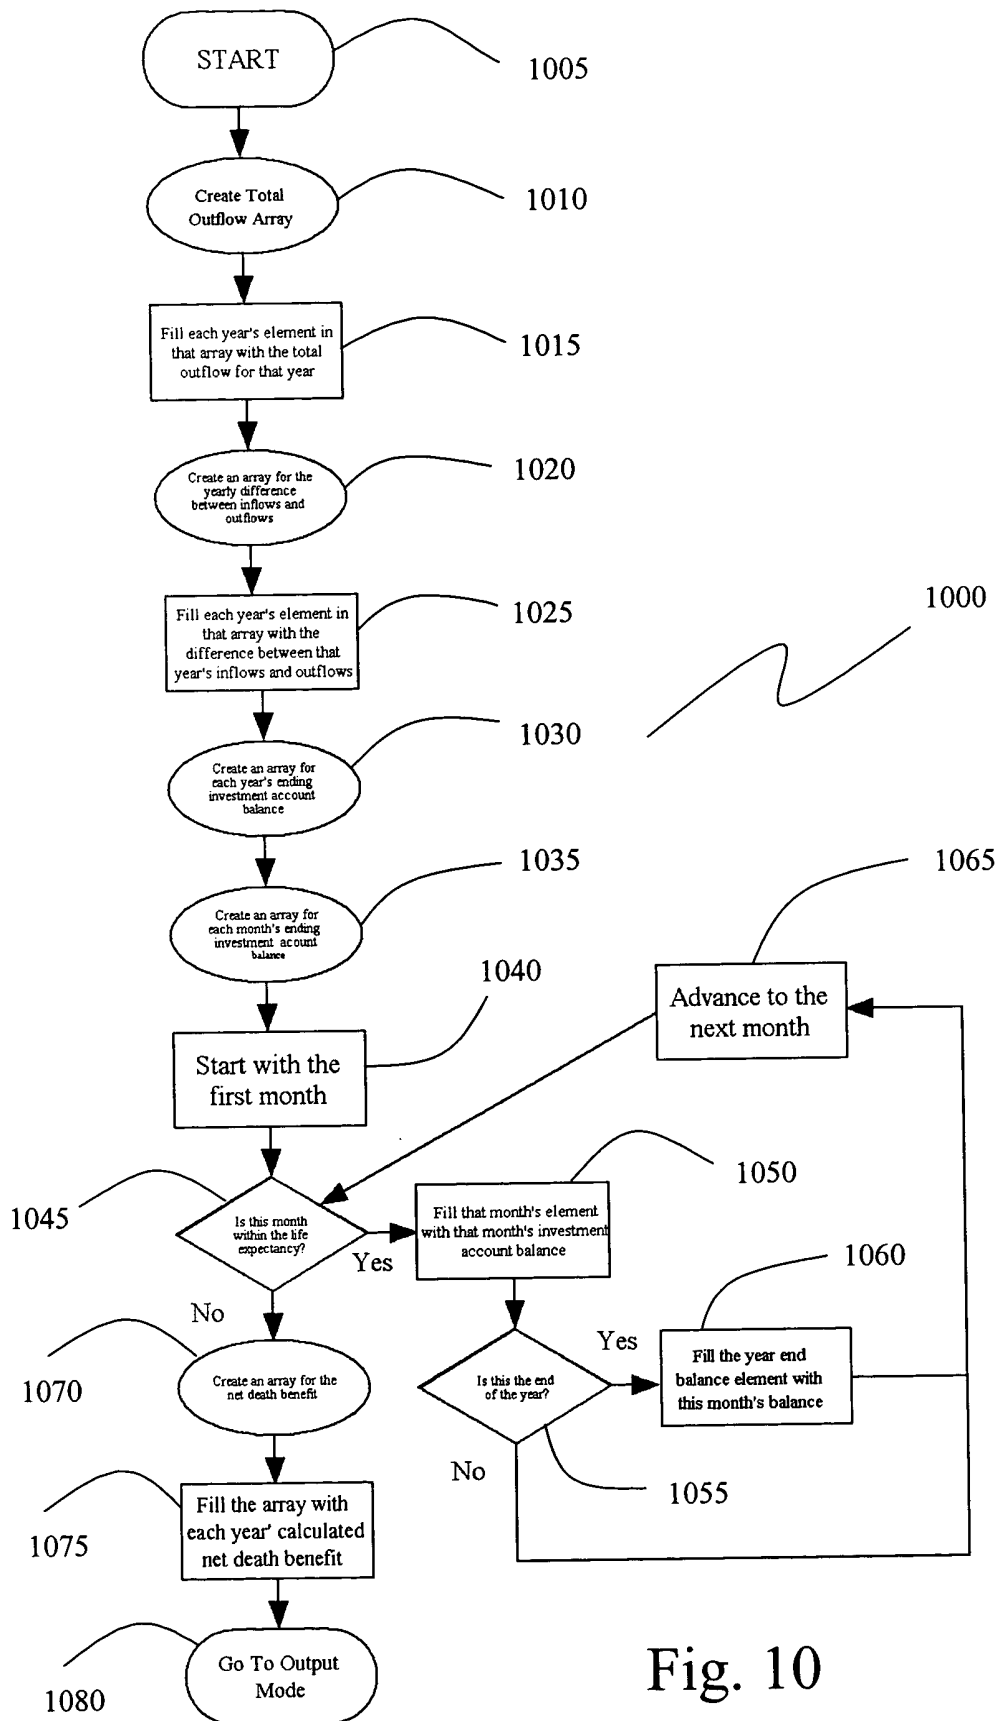 START
1005
Create Total
Outflow Array
1010
Fill each year's element in
that array with the total
outflow for that year
1015
Create an array for the
yearly difference
between inflows and
outflows
1020
Fill each year's element in
that array with the
difference between that
year's inflows and outflows
1025
1000
Create an array for
each year's ending
investment account
balance
1030
Create an array for
each month's ending
investment acount
balance
1035
1065
Advance to the
next month
1040
Start with the
first month
1045
Is this month
within the life
expectancy?
Yes
No
1050
Fill that month's element
with that month's investment
account balance
1060
Is this the end
of the year?
Yes
No
1055
Fill the year end
balance element with
this month's balance
1070
Create an array for the
net death benefit
1075
Fill the array with
each year' calculated
net death benefit
1080
Go To Output
Mode
Fig. 10